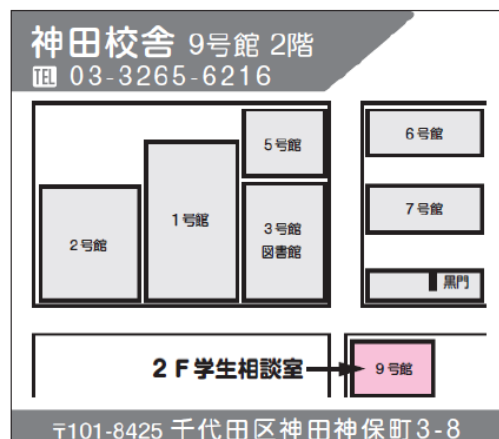 神田校舎 9号館 2階
TEL 03-3265-6216
5号館
6号館
1号館
7号館
2号館
3号館
図書館
黒門
2F学生相談室
9号館
〒101-8425 千代田区神田神保町3-8